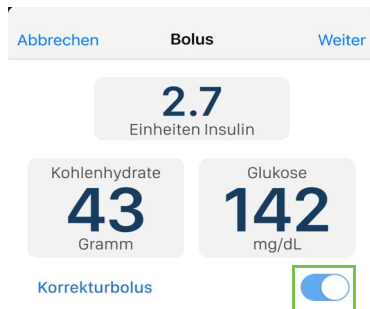 Abbrechen Bolus Weiter
2.7
Einheiten Insulin
Kohlenhydrate Glukose
43 142
Gramm mg/dL
Korrekturbolus